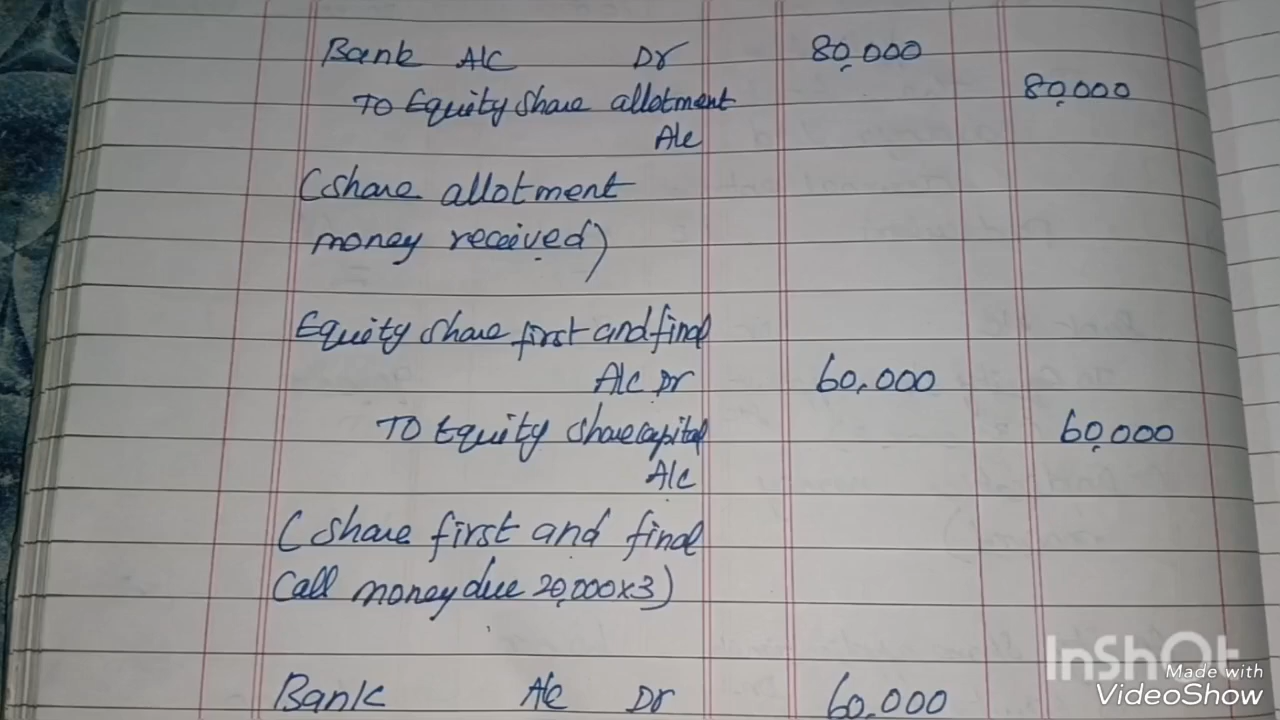 Bank A/c Dr 80,000
To Equity share allotment 80,000
A/c
(Share allotment
money received)
Equity share first and final
A/c Dr 60,000
To Equity share capital 60,000
A/c
(Share first and final
Call money due 20,000x3)
Bank A/c Dr 60,000
InShOt
Made with
VideoShow